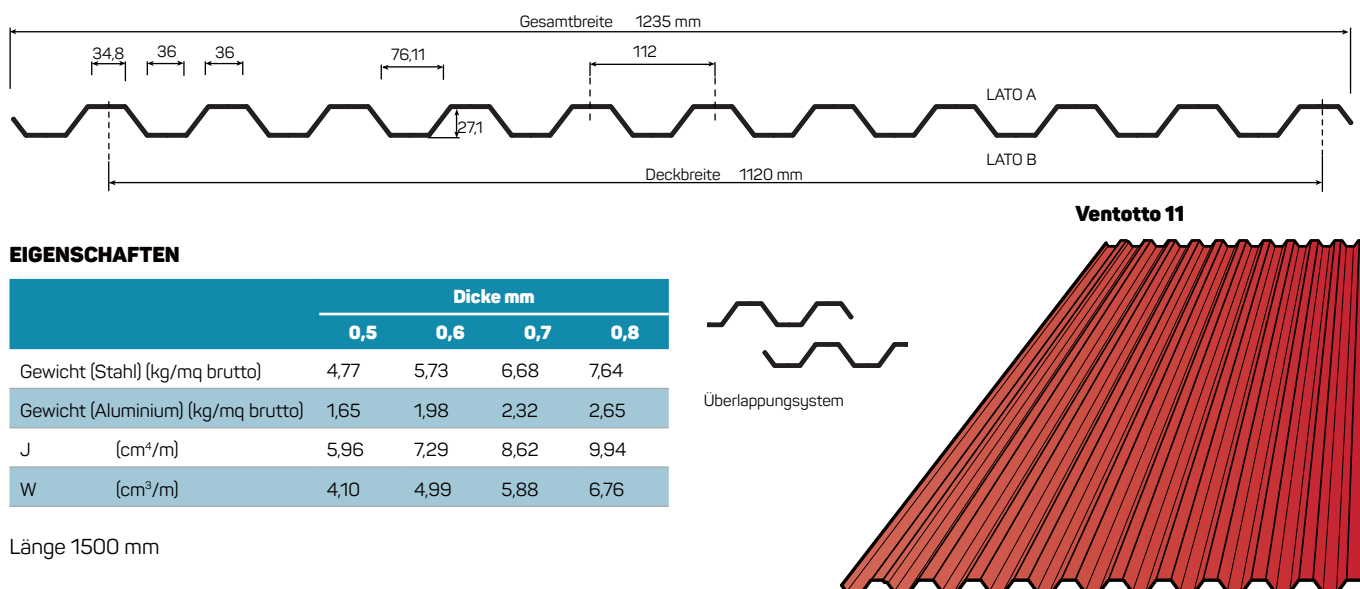 Gesamtbreite 1235 mm
34,8 36 36 76,11 112
LATO A
27,1
LATO B
Deckbreite 1120 mm
Ventotto 11
EIGENSCHAFTEN
Dicke mm
0,5 0,6 0,7 0,8
Gewicht (Stahl) (kg/mq brutto) 4,77 5,73 6,68 7,64
Gewicht (Aluminium) (kg/mq brutto) 1,65 1,98 2,32 2,65
J (cm⁴/m) 5,96 7,29 8,62 9,94
W (cm³/m) 4,10 4,99 5,88 6,76
Überlappungsystem
Länge 1500 mm